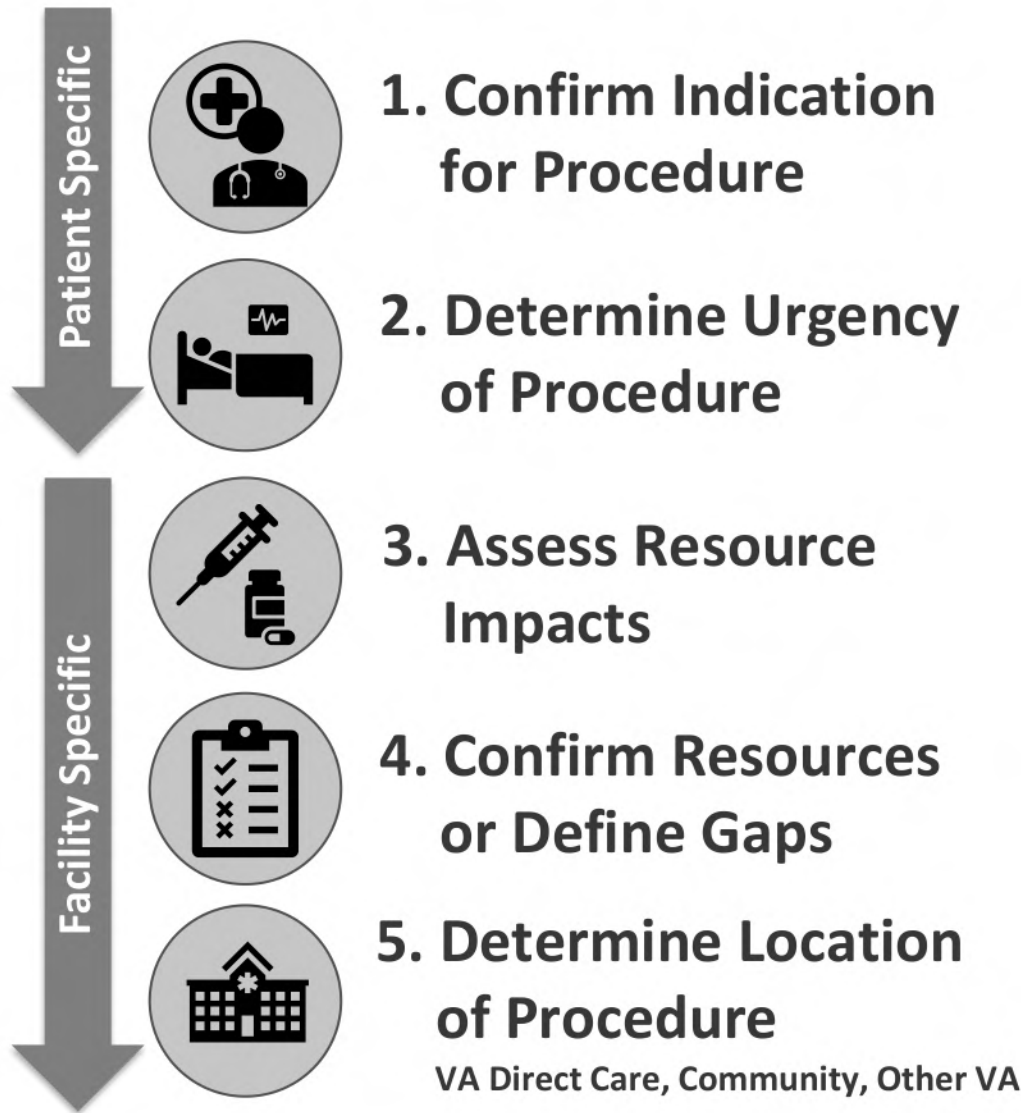 Patient Specific
1. Confirm Indication
for Procedure
2. Determine Urgency
of Procedure
Facility Specific
3. Assess Resource
Impacts
4. Confirm Resources
or Define Gaps
5. Determine Location
of Procedure
VA Direct Care, Community, Other VA